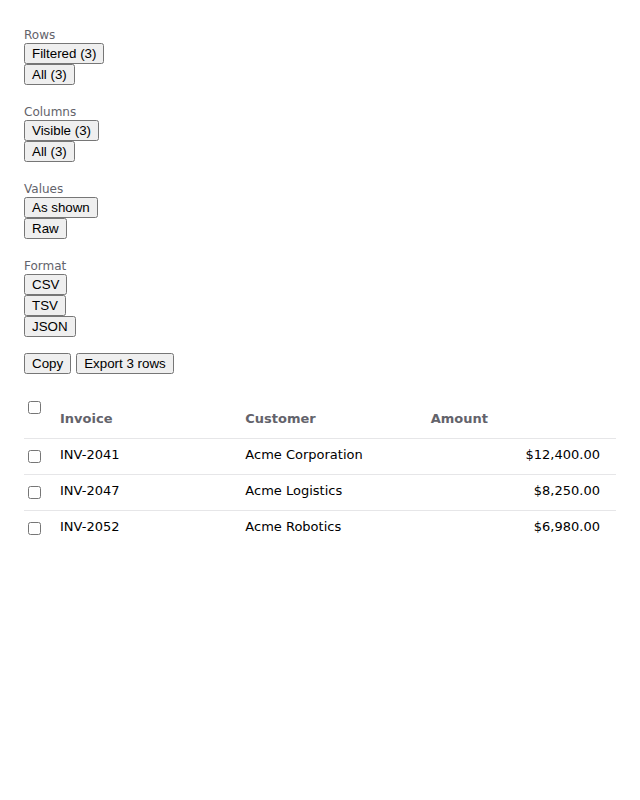 Rows
Filtered (3)
All (3)
Columns
Visible (3)
All (3)
Values
As shown
Raw
Format
CSV
TSV
JSON
Copy Export 3 rows
Invoice Customer Amount
INV-2041 Acme Corporation $12,400.00
INV-2047 Acme Logistics $8,250.00
INV-2052 Acme Robotics $6,980.00